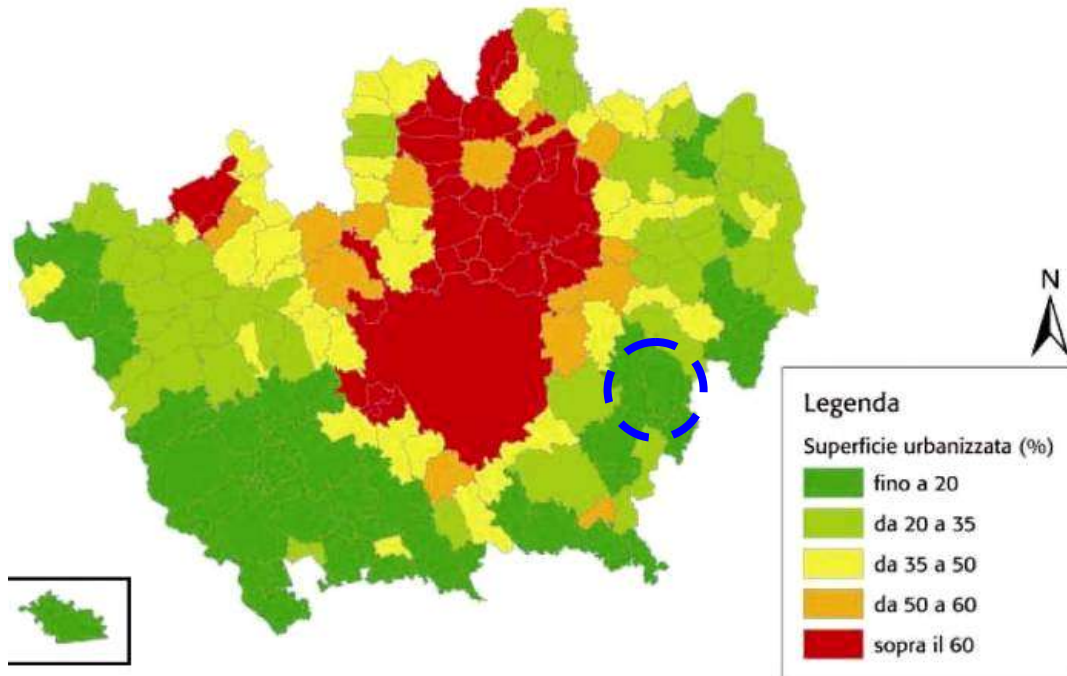 N
Legenda
Superficie urbanizzata (%)
fino a 20
da 20 a 35
da 35 a 50
da 50 a 60
sopra il 60